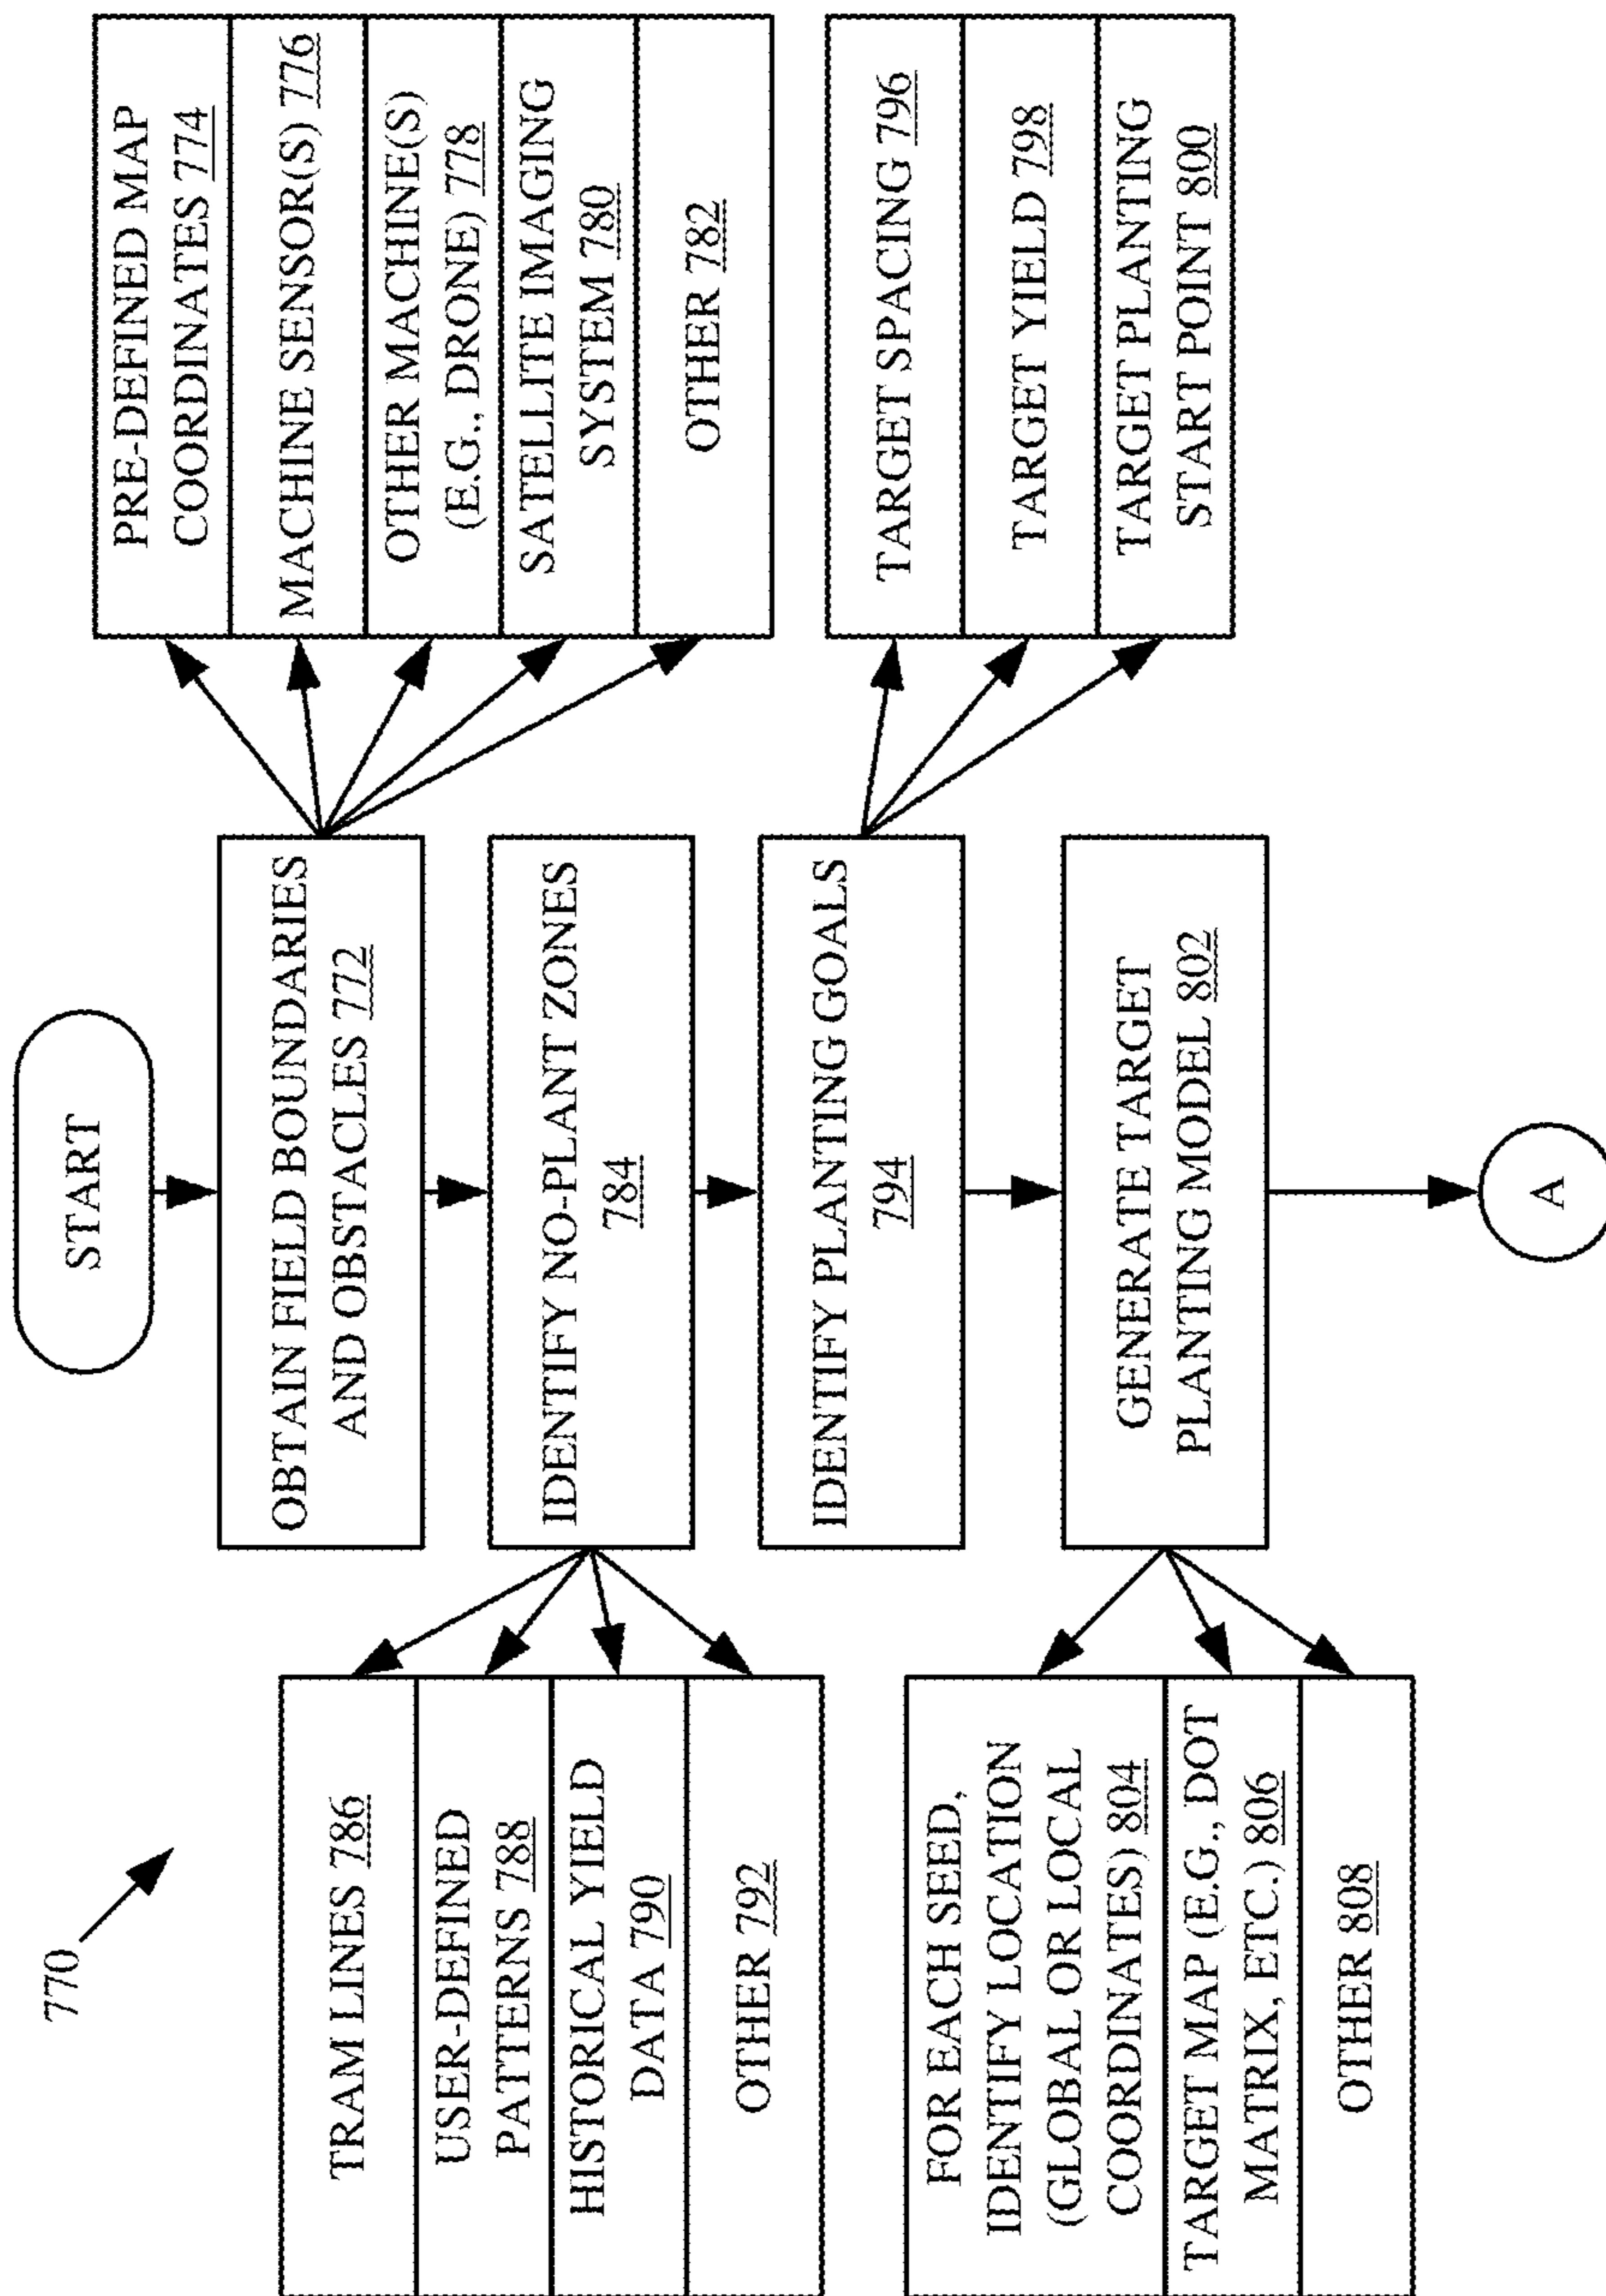 770
START
OBTAIN FIELD BOUNDARIES
AND OBSTACLES 772
PRE-DEFINED MAP
COORDINATES 774
MACHINE SENSOR(S) 776
OTHER MACHINE(S)
(E.G., DRONE) 778
SATELLITE IMAGING
SYSTEM 780
OTHER 782
IDENTIFY NO-PLANT ZONES
784
TRAM LINES 786
USER-DEFINED
PATTERNS 788
HISTORICAL YIELD
DATA 790
OTHER 792
IDENTIFY PLANTING GOALS
794
TARGET SPACING 796
TARGET YIELD 798
TARGET PLANTING
START POINT 800
GENERATE TARGET
PLANTING MODEL 802
FOR EACH SEED,
IDENTIFY LOCATION
(GLOBAL OR LOCAL
COORDINATES) 804
TARGET MAP (E.G., DOT
MATRIX, ETC.) 806
OTHER 808
A